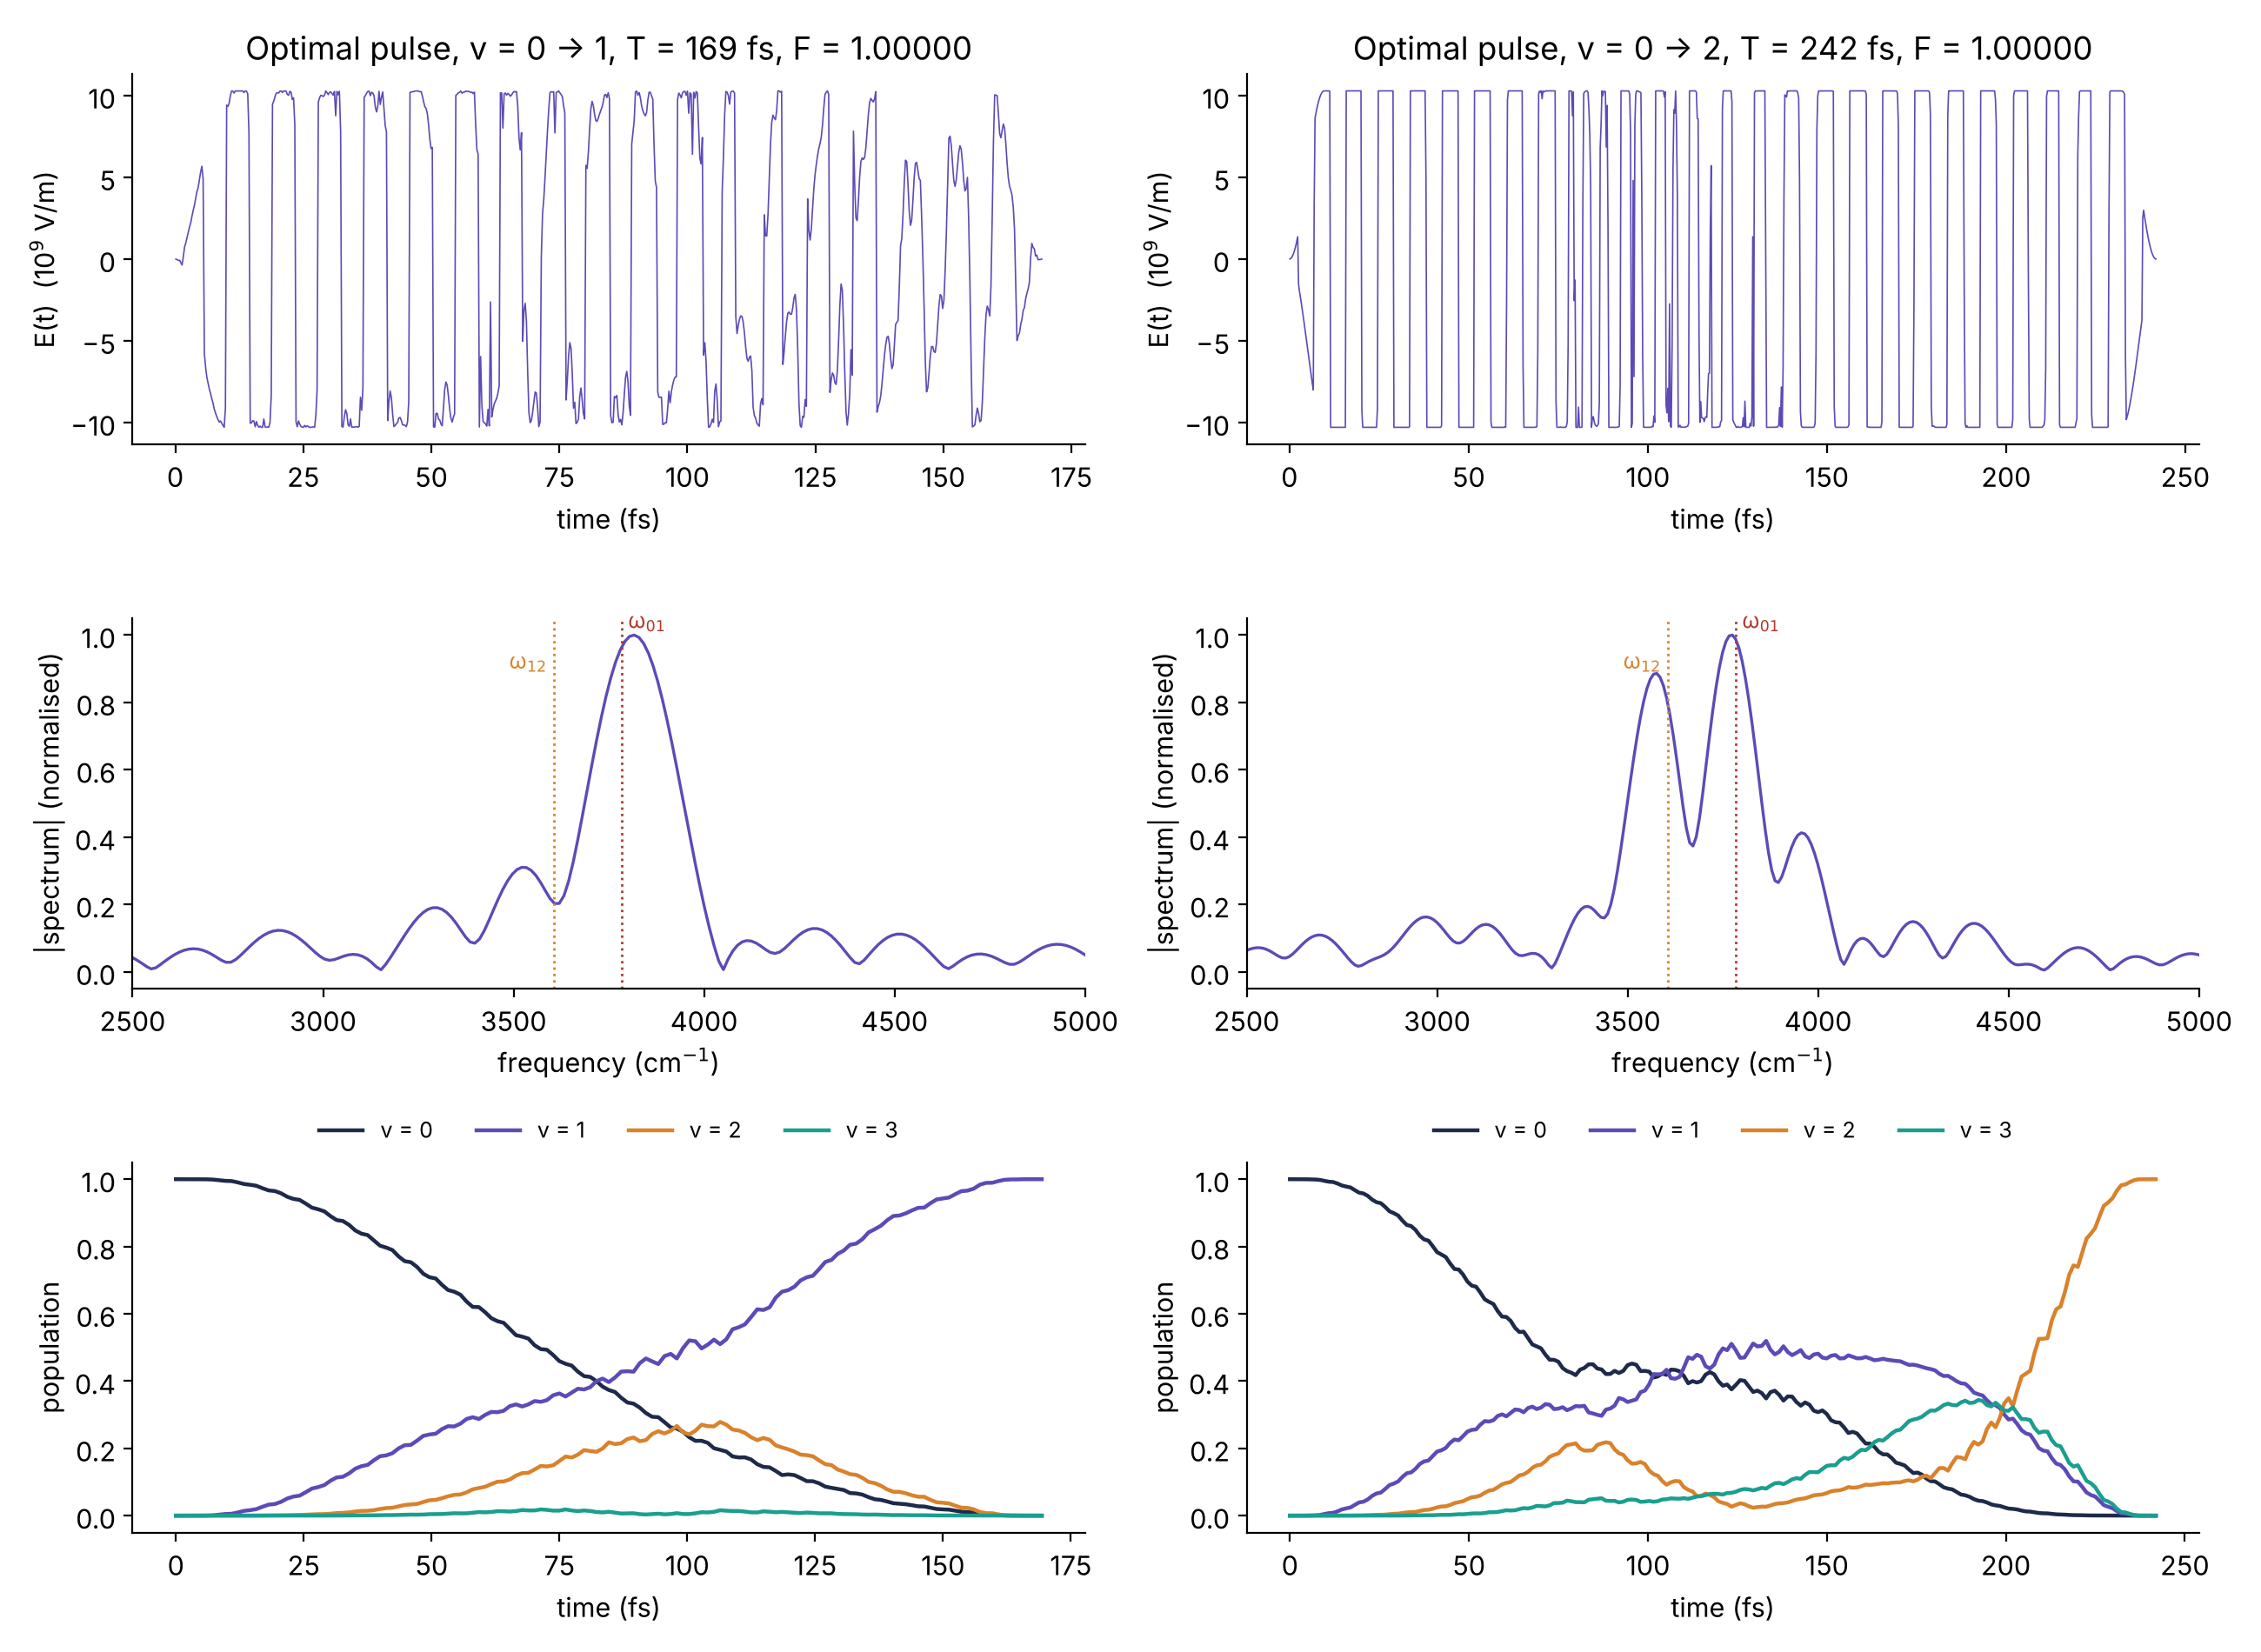 Optimal pulse, v = 0 → 1, T = 169 fs, F = 1.00000
E(t) (10⁹ V/m)
10
5
0
−5
−10
0 25 50 75 100 125 150 175
time (fs)
Optimal pulse, v = 0 → 2, T = 242 fs, F = 1.00000
E(t) (10⁹ V/m)
10
5
0
−5
−10
0 50 100 150 200 250
time (fs)
|spectrum| (normalised)
1.0
0.8
0.6
0.4
0.2
0.0
ω₀₁
ω₁₂
2500 3000 3500 4000 4500 5000
frequency (cm⁻¹)
|spectrum| (normalised)
1.0
0.8
0.6
0.4
0.2
0.0
ω₀₁
ω₁₂
2500 3000 3500 4000 4500 5000
frequency (cm⁻¹)
v = 0 v = 1 v = 2 v = 3
population
1.0
0.8
0.6
0.4
0.2
0.0
0 25 50 75 100 125 150 175
time (fs)
v = 0 v = 1 v = 2 v = 3
population
1.0
0.8
0.6
0.4
0.2
0.0
0 50 100 150 200 250
time (fs)